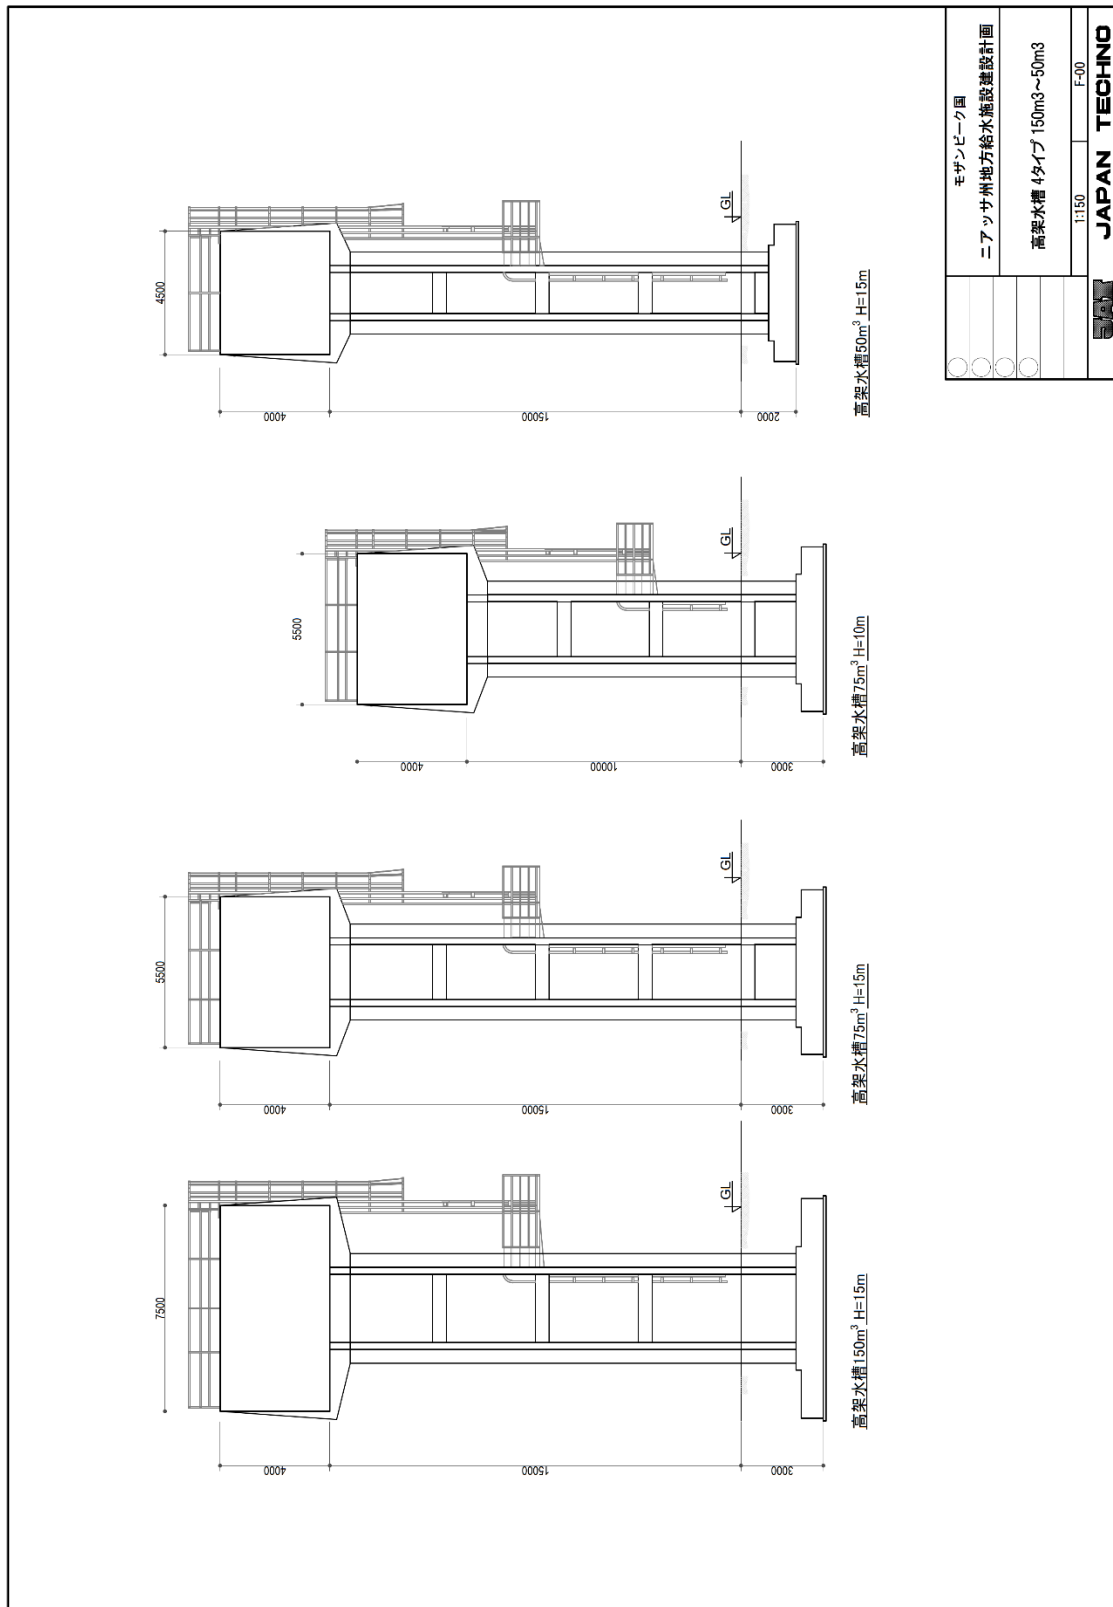 7500
4000
15000
3000
GL
高架水槽150m³ H=15m
5500
4000
15000
3000
GL
高架水槽75m³ H=15m
5500
4000
10000
3000
GL
高架水槽75m³ H=10m
4500
4000
15000
2000
GL
高架水槽50m³ H=15m
モザンビーク国
ニアッサ州地方給水施設建設計画
高架水槽 4タイプ 150m3～50m3
1:150 F-00
JAPAN TECHNO